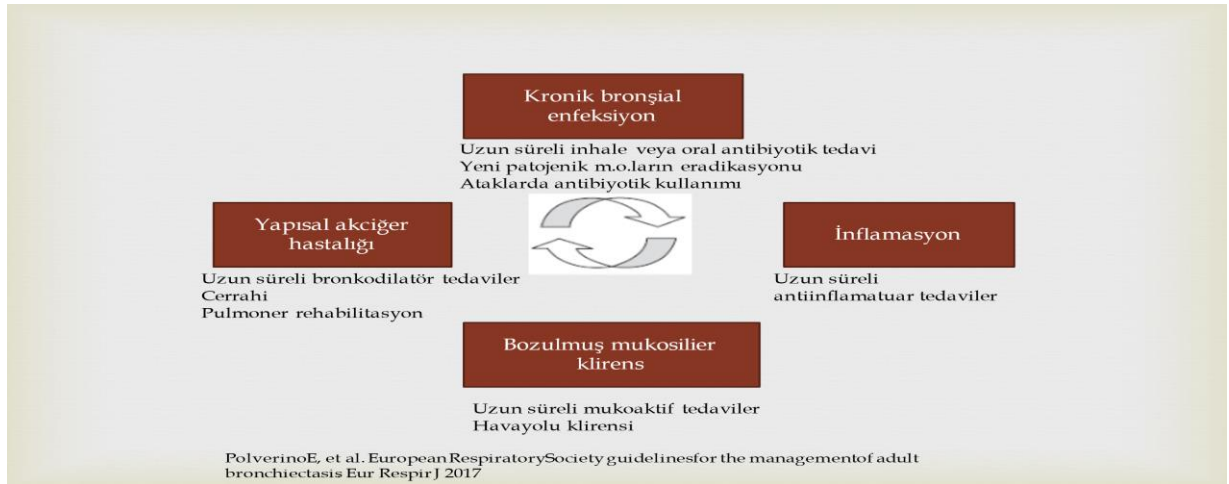 Kronik bronşial
enfeksiyon
Uzun süreli inhale veya oral antibiyotik tedavi
Yeni patojenik m.o.ların eradikasyonu
Ataklarda antibiyotik kullanımı
Yapısal akciğer
hastalığı
Uzun süreli bronkodilatör tedaviler
Cerrahi
Pulmoner rehabilitasyon
İnflamasyon
Uzun süreli
antiinflamatuar tedaviler
Bozulmuş mukosilier
klirens
Uzun süreli mukoaktif tedaviler
Havayolu klirensi
PolverinoE, et al. EuropeanRespiratorySociety guidelinesfor the managementof adult
bronchiectasis Eur RespirJ 2017